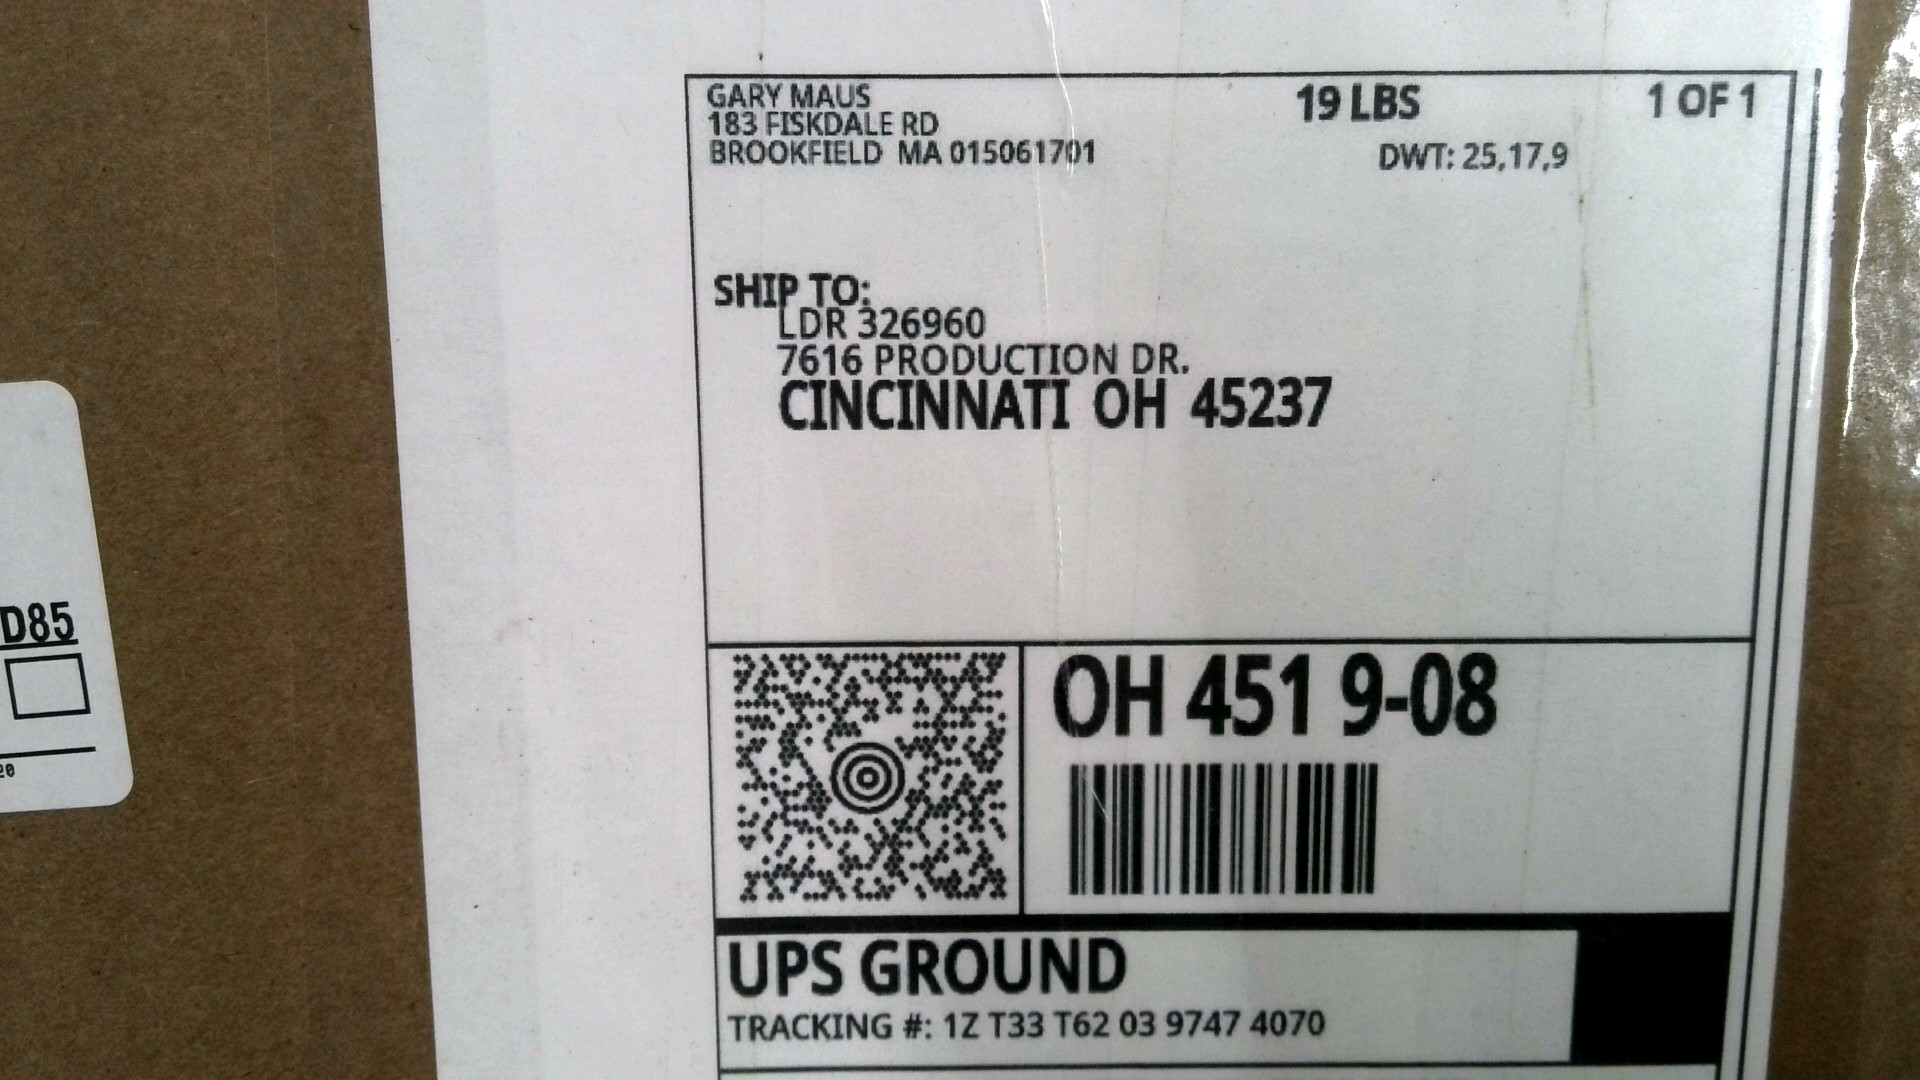 GARY MAUS
183 FISKDALE RD
BROOKFIELD MA 015061701
19 LBS
1 OF 1
DWT: 25,17,9
SHIP TO:
LDR 326960
7616 PRODUCTION DR.
CINCINNATI OH 45237
OH 451 9-08
UPS GROUND
TRACKING #: 1Z T33 T62 03 9747 4070
D85